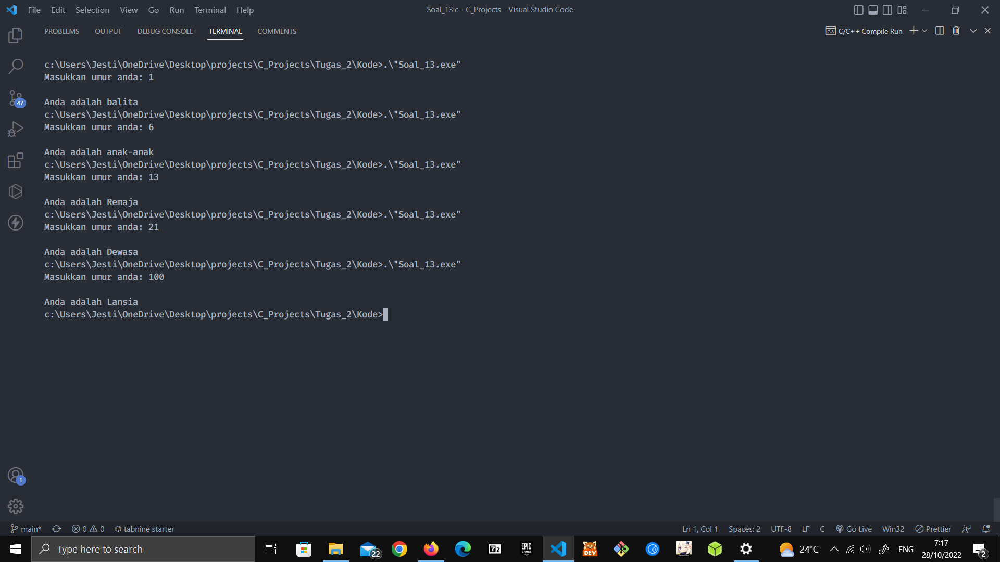 File Edit Selection View Go Run Terminal Help
Soal_13.c - C_Projects - Visual Studio Code
PROBLEMS OUTPUT DEBUG CONSOLE TERMINAL COMMENTS
C/C++ Compile Run
c:\Users\Jesti\OneDrive\Desktop\projects\C_Projects\Tugas_2\Kode>.\"Soal_13.exe"
Masukkan umur anda: 1
Anda adalah balita
c:\Users\Jesti\OneDrive\Desktop\projects\C_Projects\Tugas_2\Kode>.\"Soal_13.exe"
Masukkan umur anda: 6
Anda adalah anak-anak
c:\Users\Jesti\OneDrive\Desktop\projects\C_Projects\Tugas_2\Kode>.\"Soal_13.exe"
Masukkan umur anda: 13
Anda adalah Remaja
c:\Users\Jesti\OneDrive\Desktop\projects\C_Projects\Tugas_2\Kode>.\"Soal_13.exe"
Masukkan umur anda: 21
Anda adalah Dewasa
c:\Users\Jesti\OneDrive\Desktop\projects\C_Projects\Tugas_2\Kode>.\"Soal_13.exe"
Masukkan umur anda: 100
Anda adalah Lansia
c:\Users\Jesti\OneDrive\Desktop\projects\C_Projects\Tugas_2\Kode>
47
1
main* 0 0 tabnine starter
Ln 1, Col 1 Spaces: 2 UTF-8 LF C Go Live Win32 Prettier
Type here to search
22
7z
EPIC GAMES
DEV
24°C
ENG
7:17
28/10/2022
2